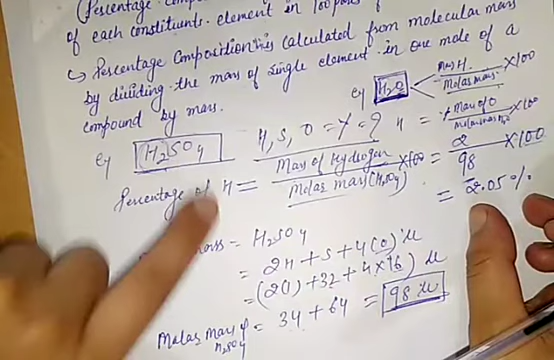 (Percentage compo
of each constituents element in 100 parts of
↳ Percentage Composition is calculated from molecular mass
by dividing the mass of single element in one mole of a
compound by mass.
eg H2O Mass H / Molar mass ×100
Mass of O / Molar mass H2O ×100
eg H2SO4 H, S, O = % = ?
Percentage of H = Mass of Hydrogen / Molar mass (H2SO4) ×100 = 2 / 98 ×100
= 2.05%
mass = H2SO4
= 2H + S + 4(O) u
= (2(1) + 32 + 4×16) u
Molar mass of H2SO4 = 34 + 64 = 98 u